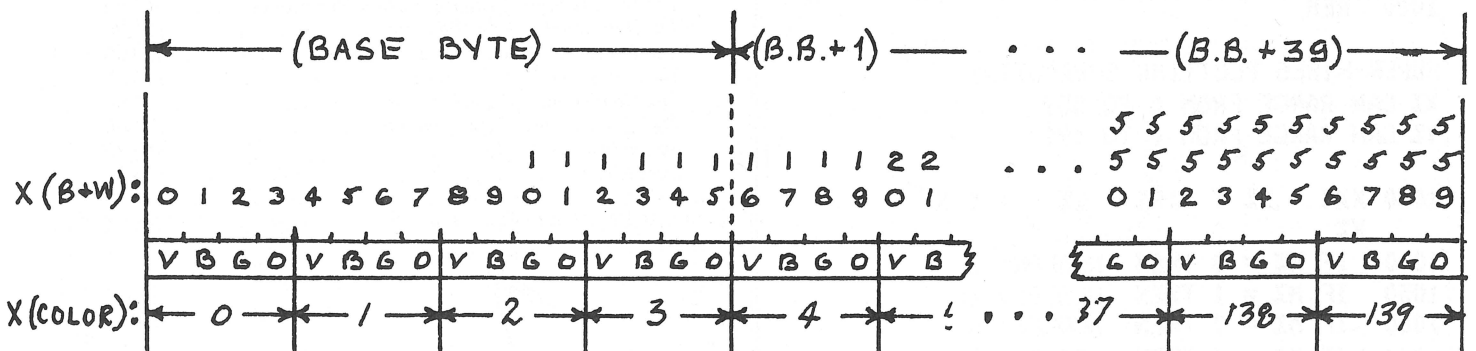 (BASE BYTE) (B.B.+1) . . . (B.B.+39)
5 5 5 5 5 5 5 5 5 5
1 1 1 1 1 1 1 1 1 1 2 2 . . . 5 5 5 5 5 5 5 5 5 5
X(B+W): 0 1 2 3 4 5 6 7 8 9 0 1 2 3 4 5 6 7 8 9 0 1 0 1 2 3 4 5 6 7 8 9
V B G O V B G O V B G O V B G O V B G O V B G O V B G O V B G O
X(COLOR): 0 1 2 3 4 . . . 37 138 139